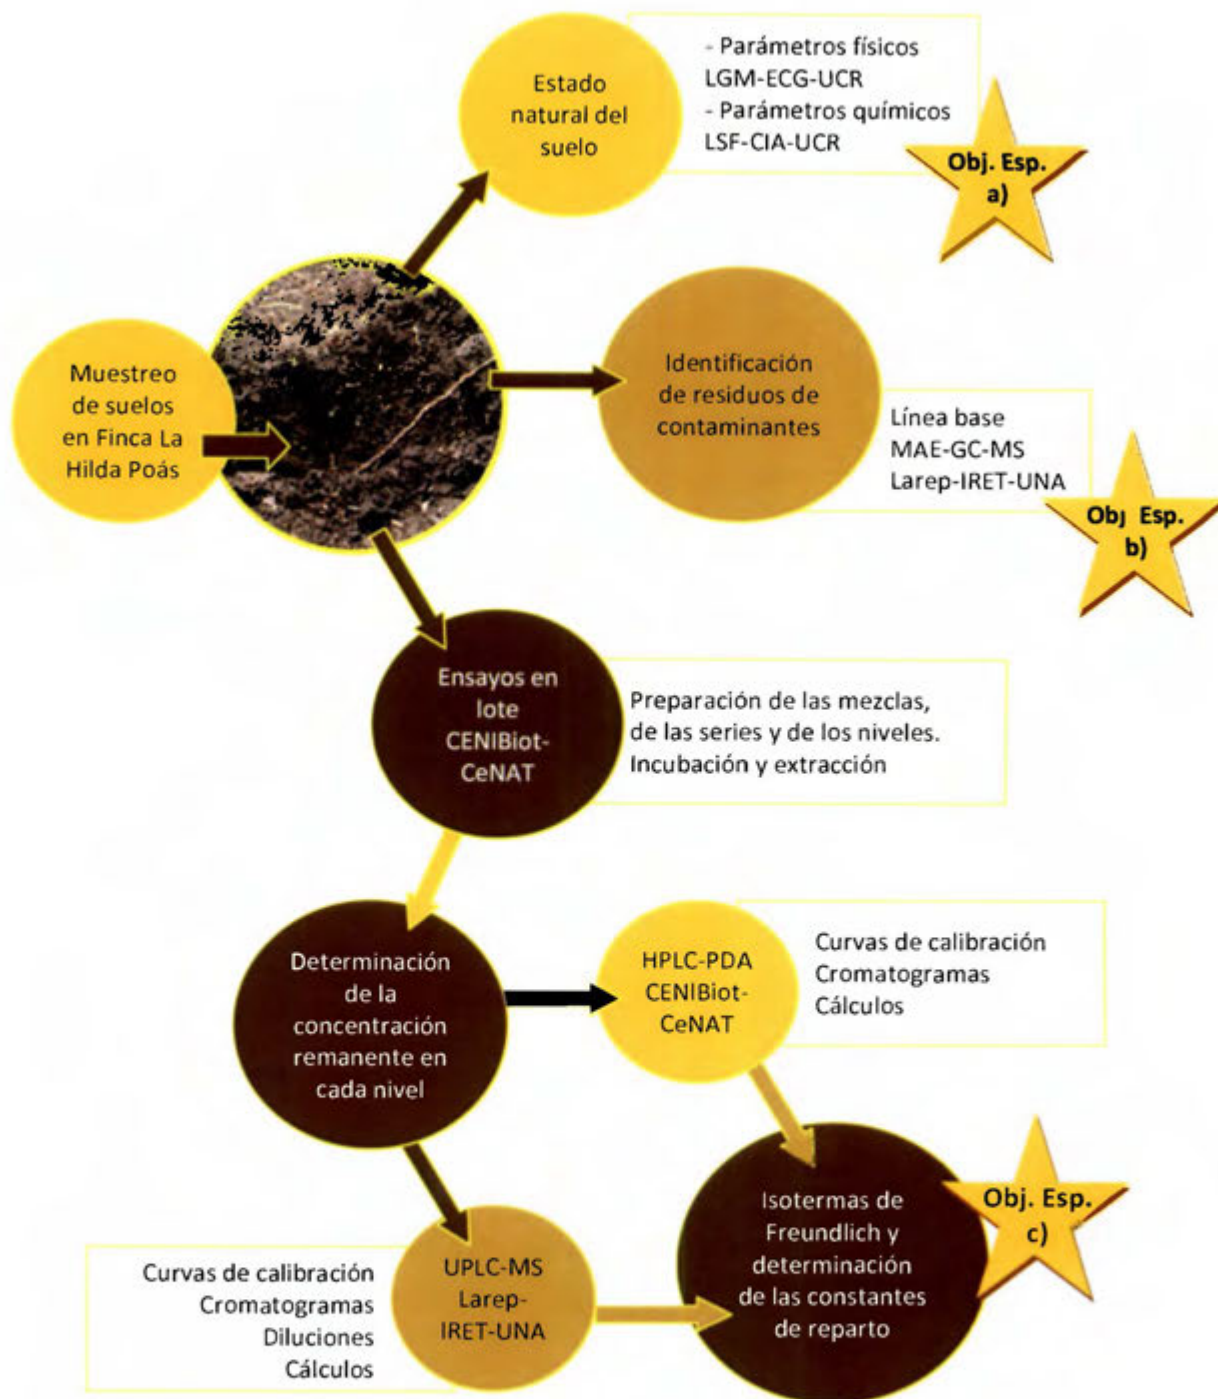 Estado
natural del
suelo
- Parámetros físicos
LGM-ECG-UCR
- Parámetros químicos
LSF-CIA-UCR
Obj. Esp.
a)
Muestreo
de suelos
en Finca La
Hilda Poás
Identificación
de residuos de
contaminantes
Línea base
MAE-GC-MS
Larep-IRET-UNA
Obj Esp.
b)
Ensayos en
lote
CENIBiot-
CeNAT
Preparación de las mezclas,
de las series y de los niveles.
Incubación y extracción
Determinación
de la
concentración
remanente en
cada nivel
HPLC-PDA
CENIBiot-
CeNAT
Curvas de calibración
Cromatogramas
Cálculos
Curvas de calibración
Cromatogramas
Diluciones
Cálculos
UPLC-MS
Larep-
IRET-UNA
Isotermas de
Freundlich y
determinación
de las constantes
de reparto
Obj. Esp.
c)